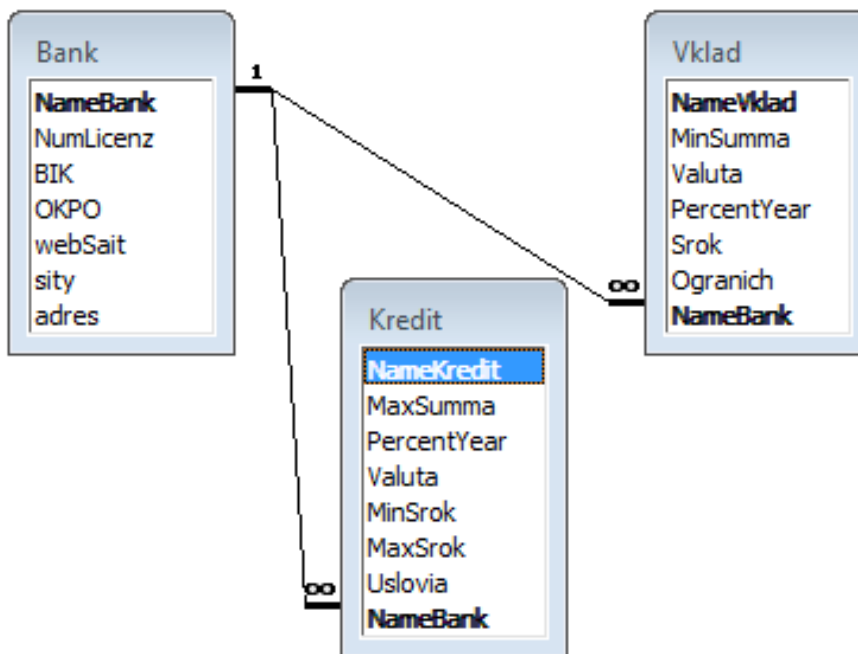 Bank
NameBank
NumLicenz
BIK
OKPO
webSait
sity
adres
1
∞
Vklad
NameVklad
MinSumma
Valuta
PercentYear
Srok
Ogranich
NameBank
∞
Kredit
NameKredit
MaxSumma
PercentYear
Valuta
MinSrok
MaxSrok
Uslovia
NameBank